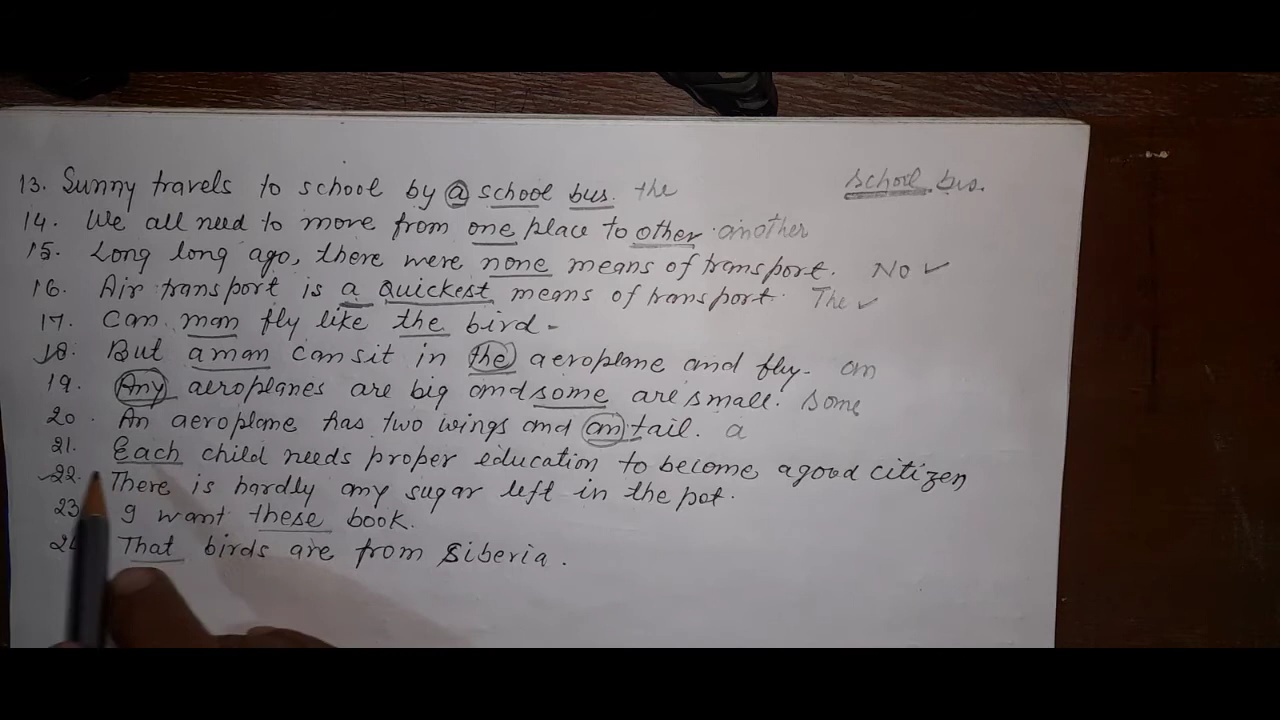 13. Sunny travels to school by a school bus. the school bus.
14. We all need to move from one place to other. another
15. Long long ago, there were none means of transport. No ✓
16. Air transport is a quickest means of transport. The ✓
17. Can man fly like the bird.
18. But a man can sit in the aeroplane and fly. an
19. Any aeroplanes are big and some are small. Some
20. An aeroplane has two wings and an tail. a
21. Each child needs proper education to become a good citizen
22. There is hardly any sugar left in the pot.
23. I want these book.
That birds are from Siberia.